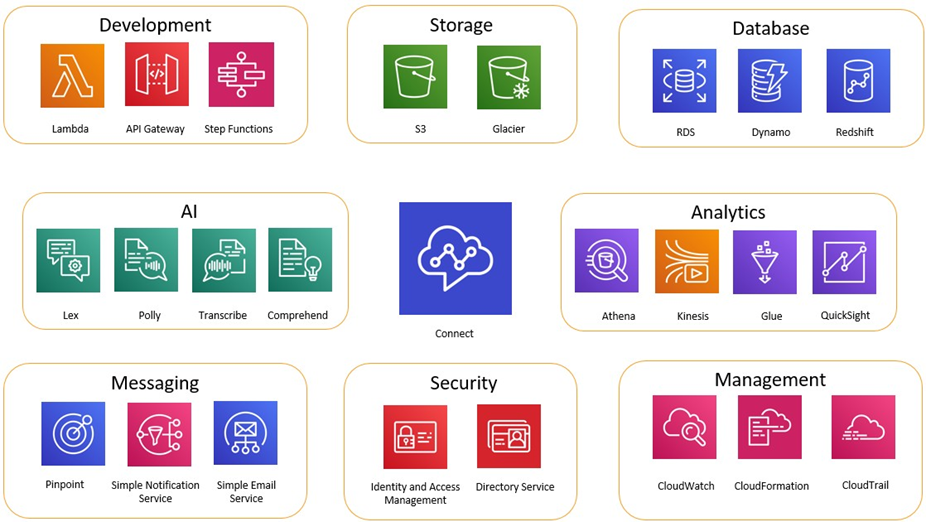 Development
Lambda
API Gateway
Step Functions
Storage
S3
Glacier
Database
RDS
Dynamo
Redshift
AI
Lex
Polly
Transcribe
Comprehend
Connect
Analytics
Athena
Kinesis
Glue
QuickSight
Messaging
Pinpoint
Simple Notification
Service
Simple Email
Service
Security
Identity and Access
Management
Directory Service
Management
CloudWatch
CloudFormation
CloudTrail